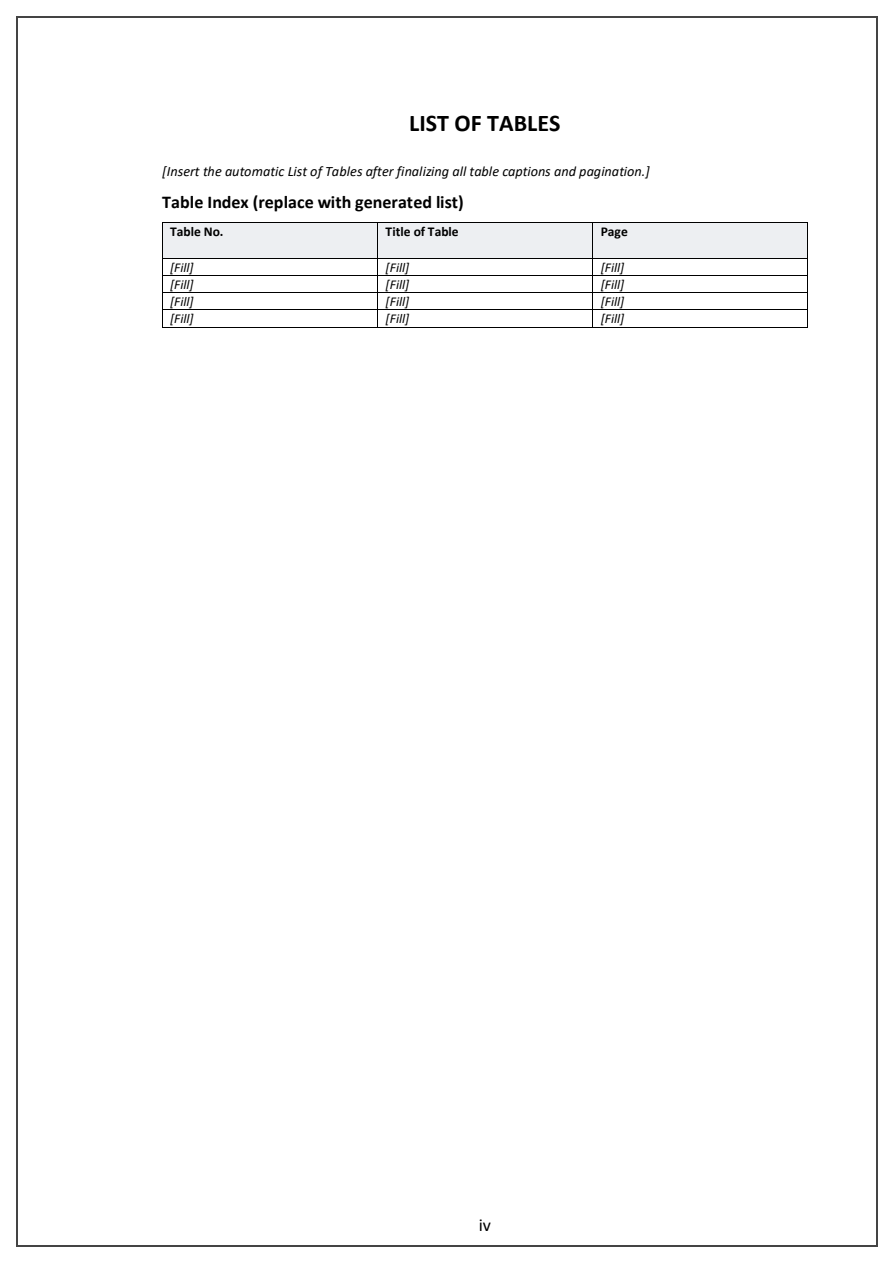 LIST OF TABLES
[Insert the automatic List of Tables after finalizing all table captions and pagination.]
Table Index (replace with generated list)
Table No. Title of Table Page
[Fill] [Fill] [Fill]
[Fill] [Fill] [Fill]
[Fill] [Fill] [Fill]
[Fill] [Fill] [Fill]
iv